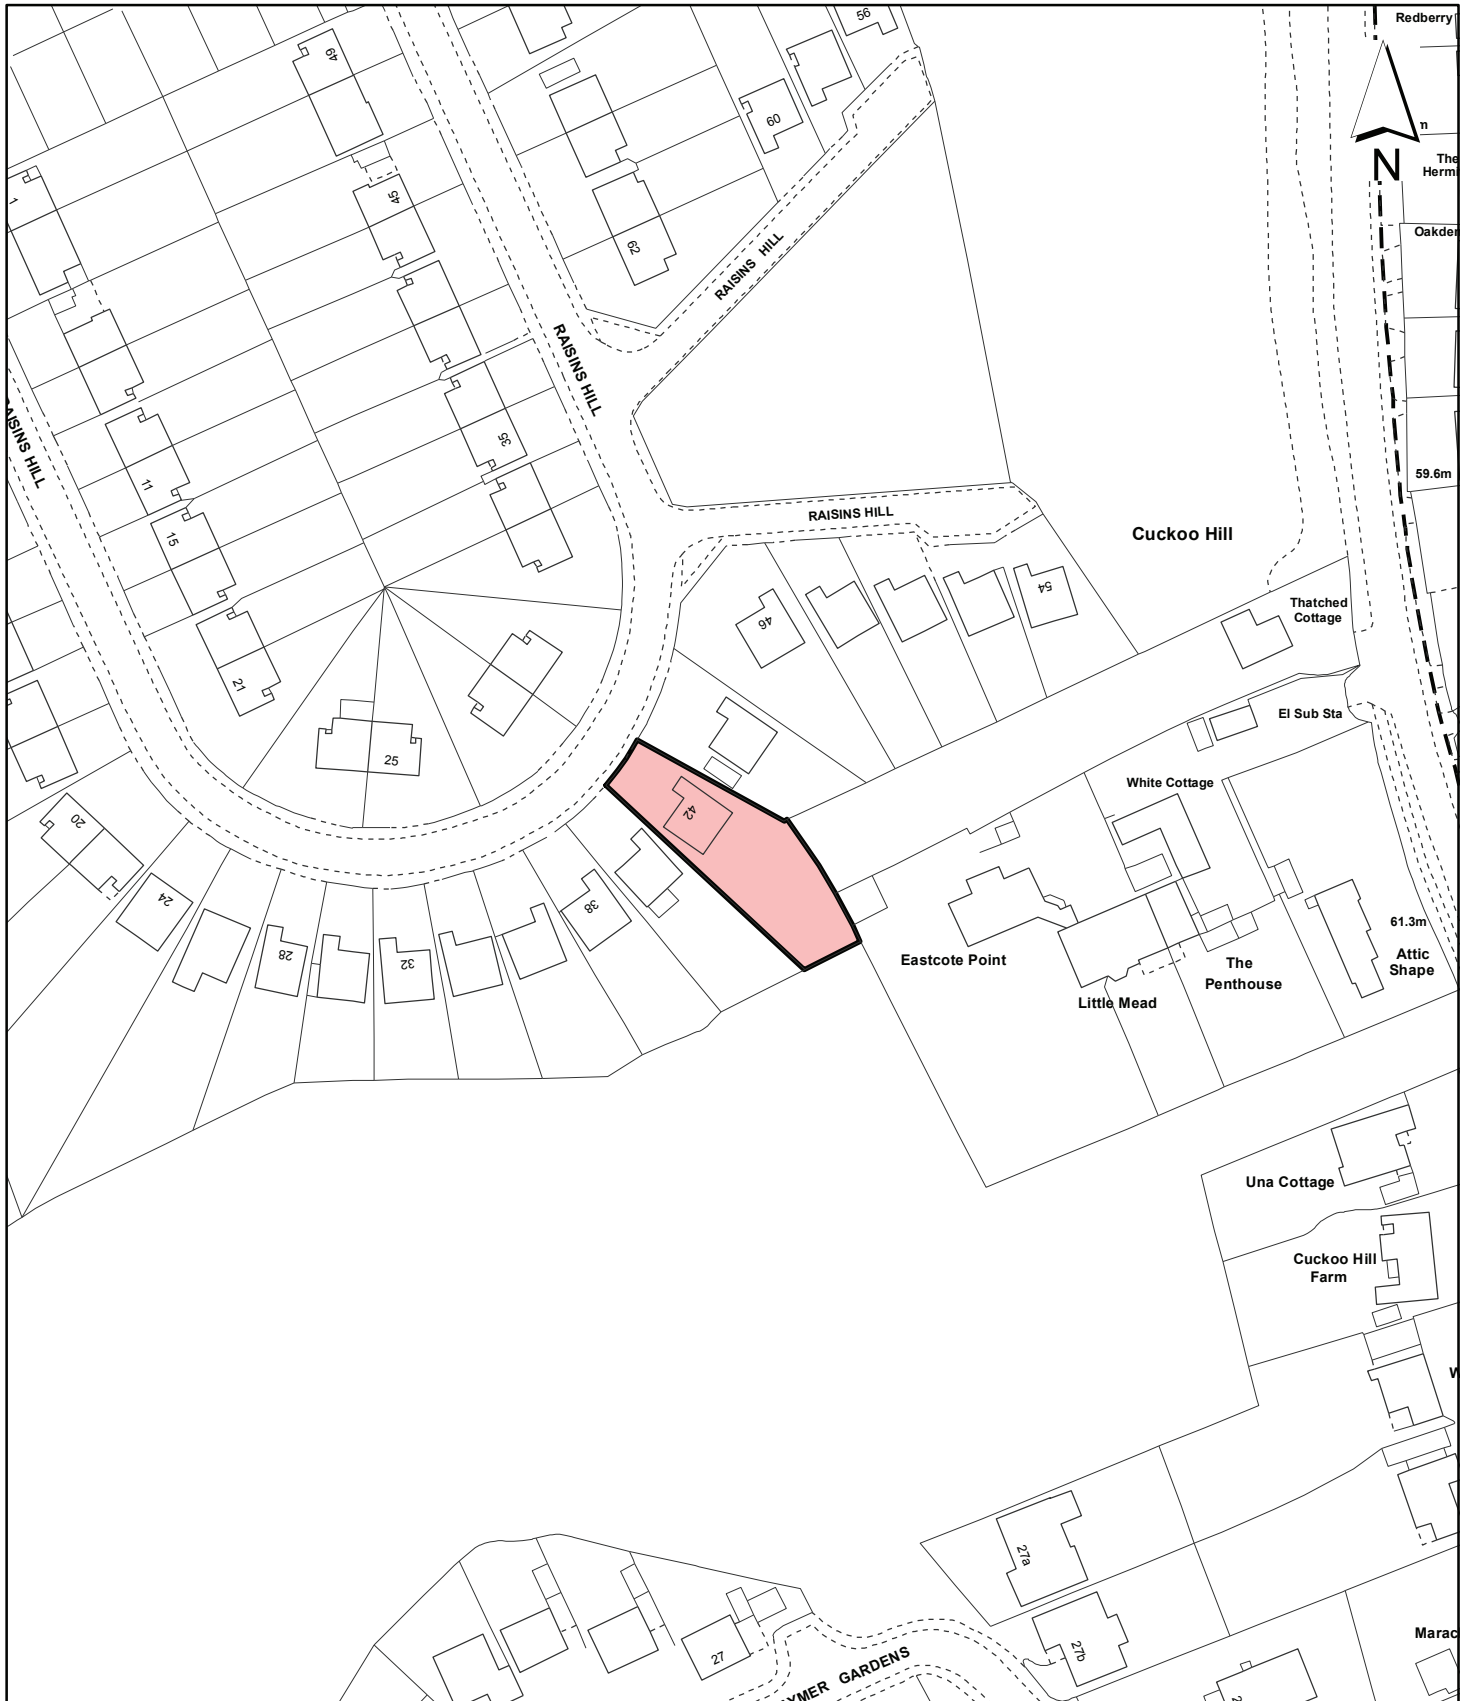 56
Redberry
49
60
N
The
Hermi
1
45
62
RAISINS HILL
Oakden
RAISINS HILL
RAISINS HILL
35
59.6m
11
RAISINS HILL
15
Cuckoo Hill
54
46
Thatched
Cottage
21
El Sub Sta
25
White Cottage
42
20
24
38
28
32
61.3m
Eastcote Point
Attic
Shape
The
Penthouse
Little Mead
Una Cottage
Cuckoo Hill
Farm
27a
27
27b
YMER GARDENS
Marac